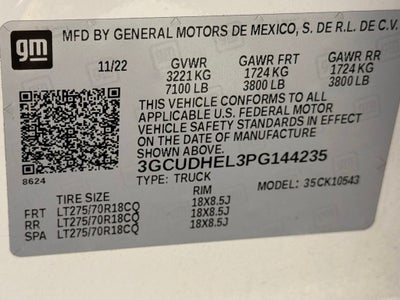 gm
MFD BY GENERAL MOTORS DE MEXICO, S. DE R.L. DE C.V.
11/22 GVWR GAWR FRT GAWR RR
3221 KG 1724 KG 1724 KG
7100 LB 3800 LB 3800 LB
THIS VEHICLE CONFORMS TO ALL
APPLICABLE U.S. FEDERAL MOTOR
VEHICLE SAFETY STANDARDS IN EFFECT
ON THE DATE OF MANUFACTURE
SHOWN ABOVE.
3GCUDHEL3PG144235
8624 TYPE: TRUCK MODEL: 35CK10543
TIRE SIZE RIM
FRT LT275/70R18CQ 18X8.5J
RR LT275/70R18CQ 18X8.5J
SPA LT275/70R18CQ 18X8.5J